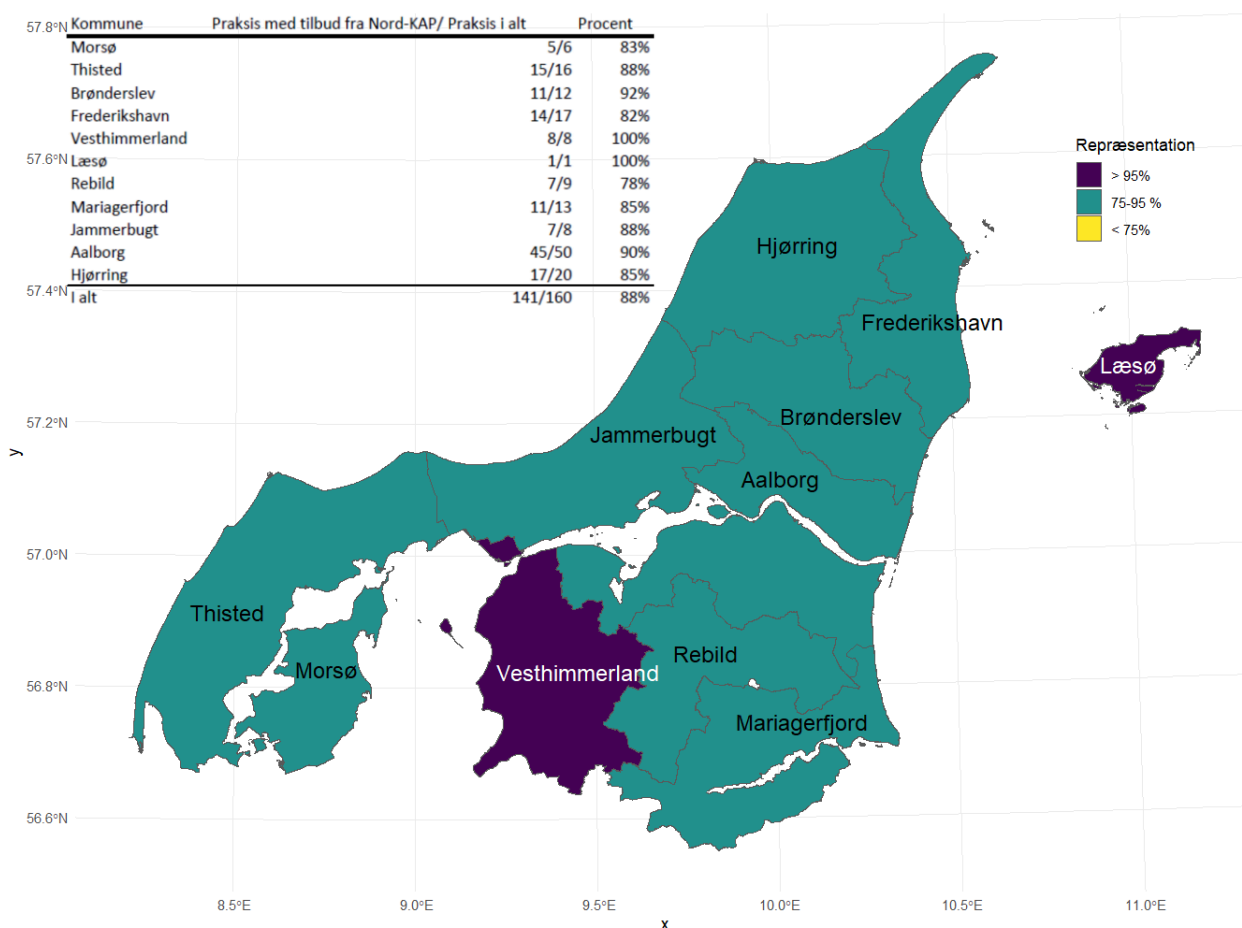 Kommune Praksis med tilbud fra Nord-KAP/ Praksis i alt Procent
Morsø 5/6 83%
Thisted 15/16 88%
Brønderslev 11/12 92%
Frederikshavn 14/17 82%
Vesthimmerland 8/8 100%
Læsø 1/1 100%
Rebild 7/9 78%
Mariagerfjord 11/13 85%
Jammerbugt 7/8 88%
Aalborg 45/50 90%
Hjørring 17/20 85%
I alt 141/160 88%
Repræsentation
> 95%
75-95 %
< 75%
57.8°N
57.6°N
57.4°N
57.2°N
57.0°N
56.8°N
56.6°N
y
Hjørring
Frederikshavn
Læsø
Brønderslev
Jammerbugt
Aalborg
Thisted
Morsø
Rebild
Vesthimmerland
Mariagerfjord
8.5°E 9.0°E 9.5°E 10.0°E 10.5°E 11.0°E
x